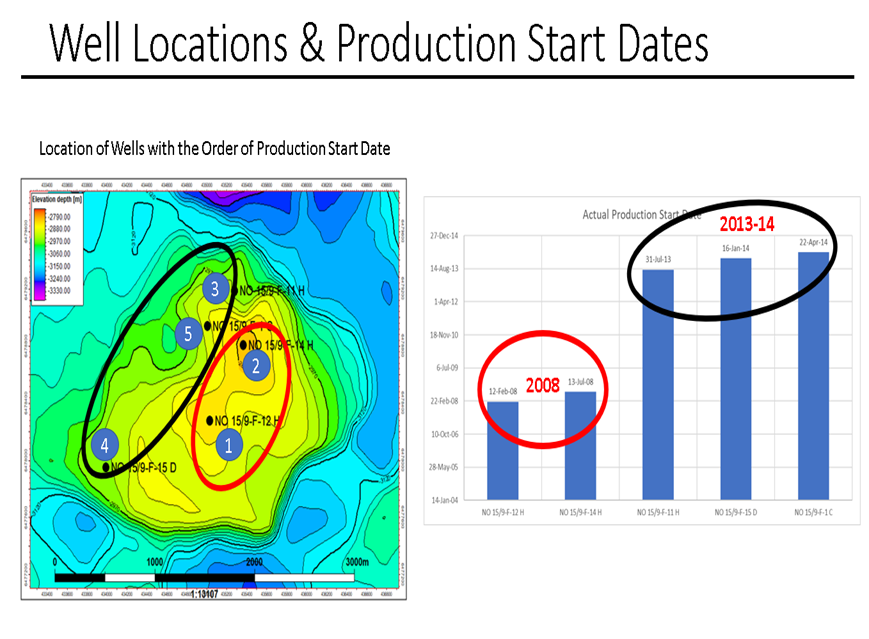 Well Locations & Production Start Dates
Location of Wells with the Order of Production Start Date
Elevation depth [m]
-2790.00
-2880.00
-2970.00
-3060.00
-3150.00
-3240.00
-3330.00
3
NO 15/9-F-11 H
5
NO 15/9-F-14 H
2
NO 15/9-F-12 H
4
1
NO 15/9-F-15 D
0
1000
2000
3000m
1:13107
Actual Production Start Date
2013-14
27-Dec-14
14-Aug-13
1-Apr-12
18-Nov-10
6-Jul-09
22-Feb-08
10-Oct-06
28-May-05
14-Jan-04
31-Jul-13
16-Jan-14
22-Apr-14
2008
12-Feb-08
13-Jul-08
NO 15/9-F-12 H
NO 15/9-F-14 H
NO 15/9-F-11 H
NO 15/9-F-15 D
NO 15/9-F-1 C